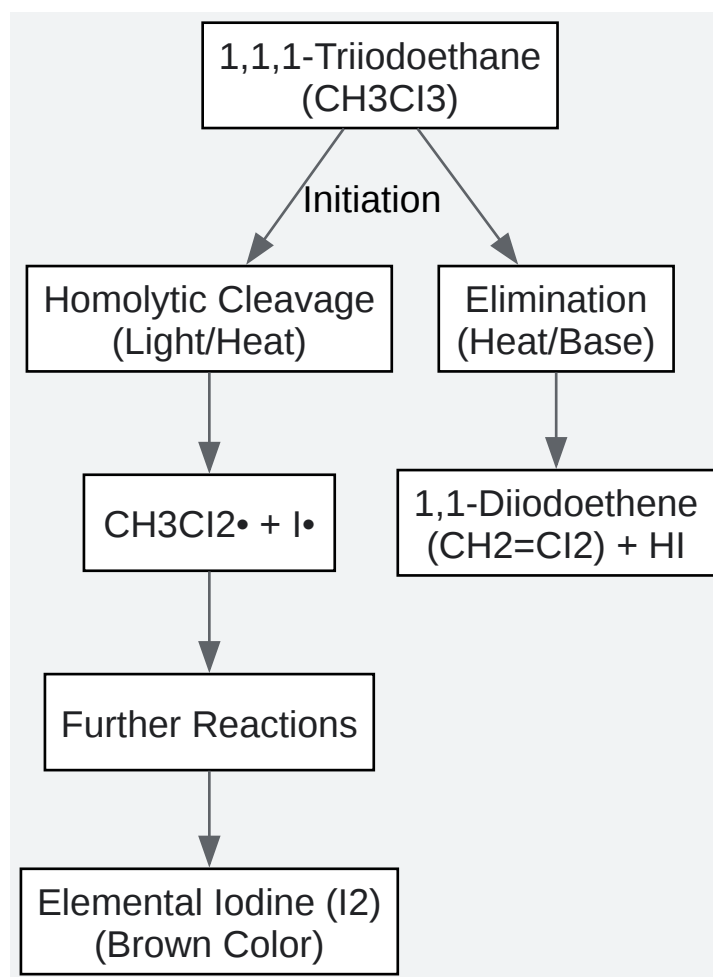 1,1,1-Triiodoethane
(CH3CI3)
Initiation
Homolytic Cleavage
(Light/Heat)
Elimination
(Heat/Base)
CH3CI2• + I•
1,1-Diiodoethene
(CH2=CI2) + HI
Further Reactions
Elemental Iodine (I2)
(Brown Color)